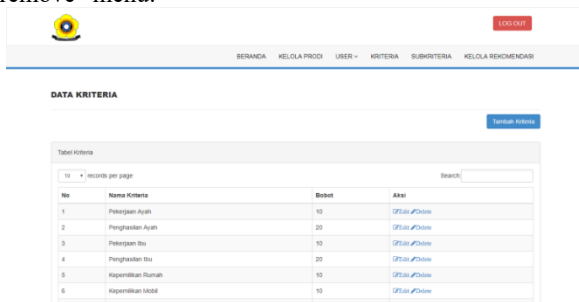 remove" menu.
LOG OUT
BERANDA KELOLA PRODI USER KRITERIA SUBKRITERIA KELOLA REKOMENDASI
DATA KRITERIA
Tambah Kriteria
Tabel Kriteria
10 records per page Search:
No Nama Kriteria Bobot Aksi
1 Pekerjaan Ayah 10 Edit Delete
2 Penghasilan Ayah 20 Edit Delete
3 Pekerjaan Ibu 10 Edit Delete
4 Penghasilan Ibu 20 Edit Delete
5 Kepemilikan Rumah 10 Edit Delete
6 Kepemilikan Mobil 10 Edit Delete